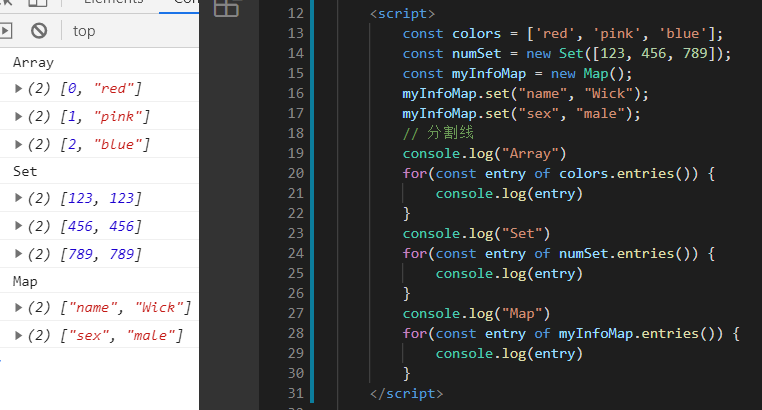 Elements
top
Array
(2) [0, "red"]
(2) [1, "pink"]
(2) [2, "blue"]
Set
(2) [123, 123]
(2) [456, 456]
(2) [789, 789]
Map
(2) ["name", "Wick"]
(2) ["sex", "male"]
12 <script>
13 const colors = ['red', 'pink', 'blue'];
14 const numSet = new Set([123, 456, 789]);
15 const myInfoMap = new Map();
16 myInfoMap.set("name", "Wick");
17 myInfoMap.set("sex", "male");
18 // 分割线
19 console.log("Array")
20 for(const entry of colors.entries()) {
21 console.log(entry)
22 }
23 console.log("Set")
24 for(const entry of numSet.entries()) {
25 console.log(entry)
26 }
27 console.log("Map")
28 for(const entry of myInfoMap.entries()) {
29 console.log(entry)
30 }
31 </script>